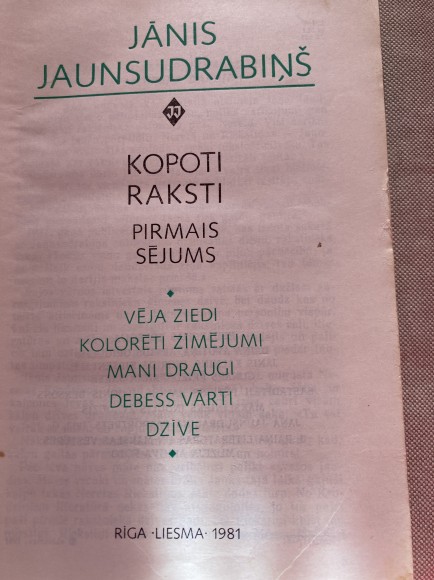 JĀNIS
JAUNSUDRABIŅŠ
JJ
KOPOTI
RAKSTI
PIRMAIS
SĒJUMS
VĒJA ZIEDI
KOLORĒTI ZĪMĒJUMI
MANI DRAUGI
DEBESS VĀRTI
DZĪVE
RĪGA · LIESMA · 1981